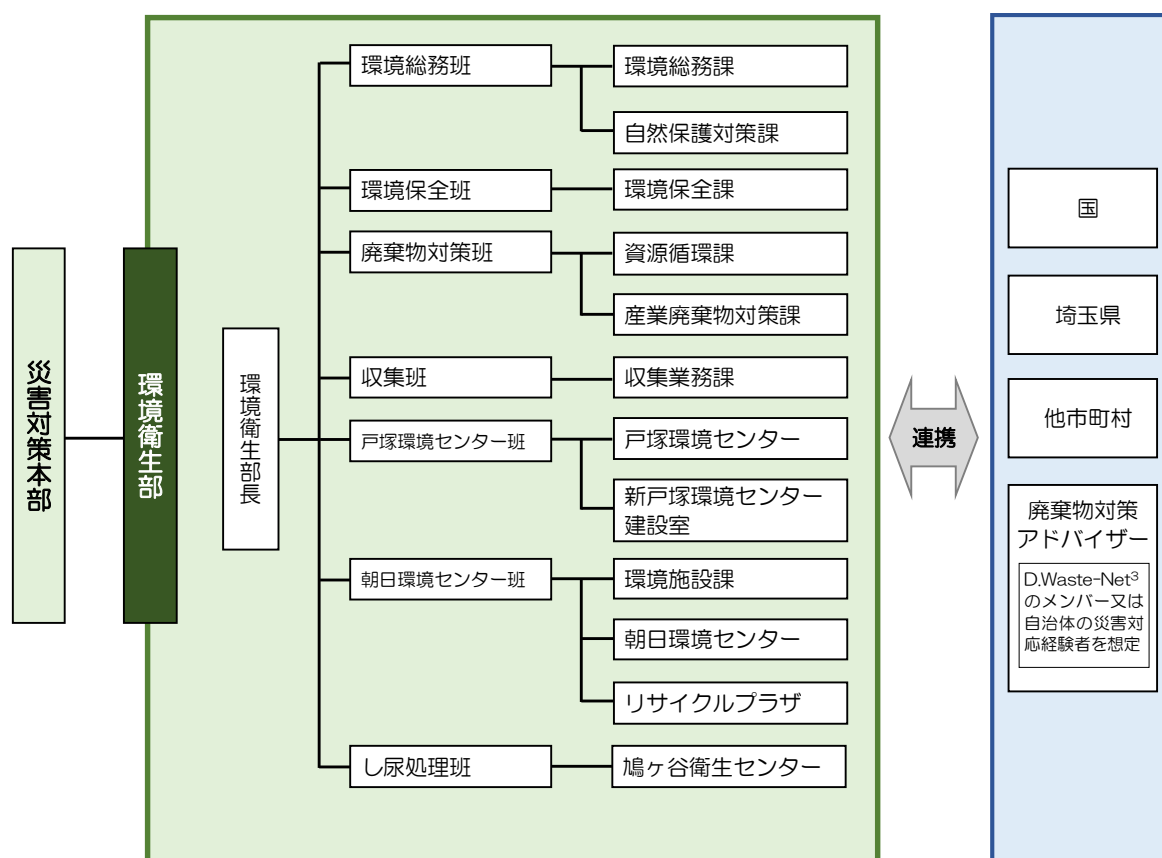 災害対策本部
環境衛生部
環境衛生部長
環境総務班
環境総務課
自然保護対策課
環境保全班
環境保全課
廃棄物対策班
資源循環課
産業廃棄物対策課
収集班
収集業務課
戸塚環境センター班
戸塚環境センター
新戸塚環境センター
建設室
朝日環境センター班
環境施設課
朝日環境センター
リサイクルプラザ
し尿処理班
鳩ヶ谷衛生センター
連携
国
埼玉県
他市町村
廃棄物対策
アドバイザー
D.Waste-Net³
のメンバー又は
自治体の災害対
応経験者を想定